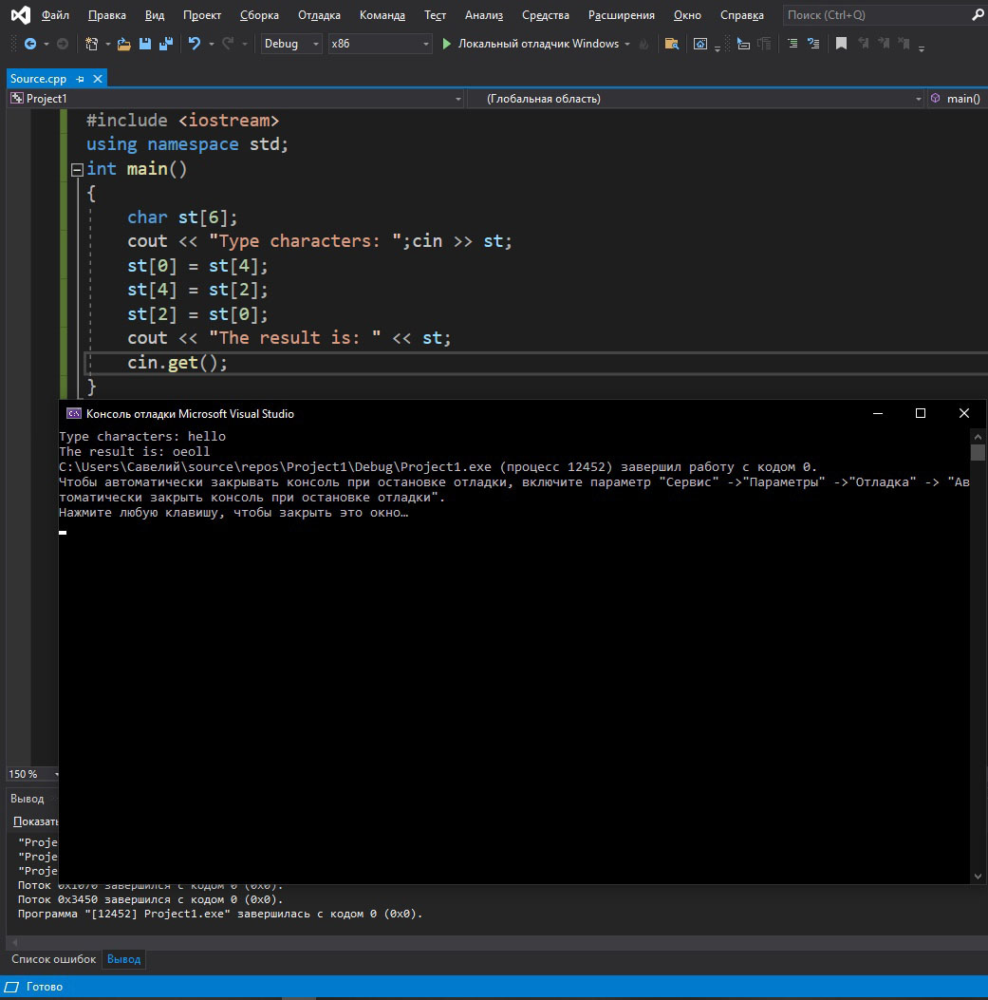 Файл Правка Вид Проект Сборка Отладка Команда Тест Анализ Средства Расширения Окно Справка Поиск (Ctrl+Q)
Debug x86 Локальный отладчик Windows
Source.cpp
Project1 (Глобальная область) main()
#include <iostream>
using namespace std;
int main()
{
char st[6];
cout << "Type characters: ";cin >> st;
st[0] = st[4];
st[4] = st[2];
st[2] = st[0];
cout << "The result is: " << st;
cin.get();
}
Консоль отладки Microsoft Visual Studio
Type characters: hello
The result is: oeoll
C:\Users\Савелий\source\repos\Project1\Debug\Project1.exe (процесс 12452) завершил работу с кодом 0.
Чтобы автоматически закрывать консоль при остановке отладки, включите параметр "Сервис" ->"Параметры" ->"Отладка" -> "Ав
томатически закрыть консоль при остановке отладки".
Нажмите любую клавишу, чтобы закрыть это окно…
150 %
Вывод
Показать
"Proje
"Proje
"Proje
Поток 0x1070 завершился с кодом 0 (0x0).
Поток 0x3450 завершился с кодом 0 (0x0).
Программа "[12452] Project1.exe" завершилась с кодом 0 (0x0).
Список ошибок Вывод
Готово